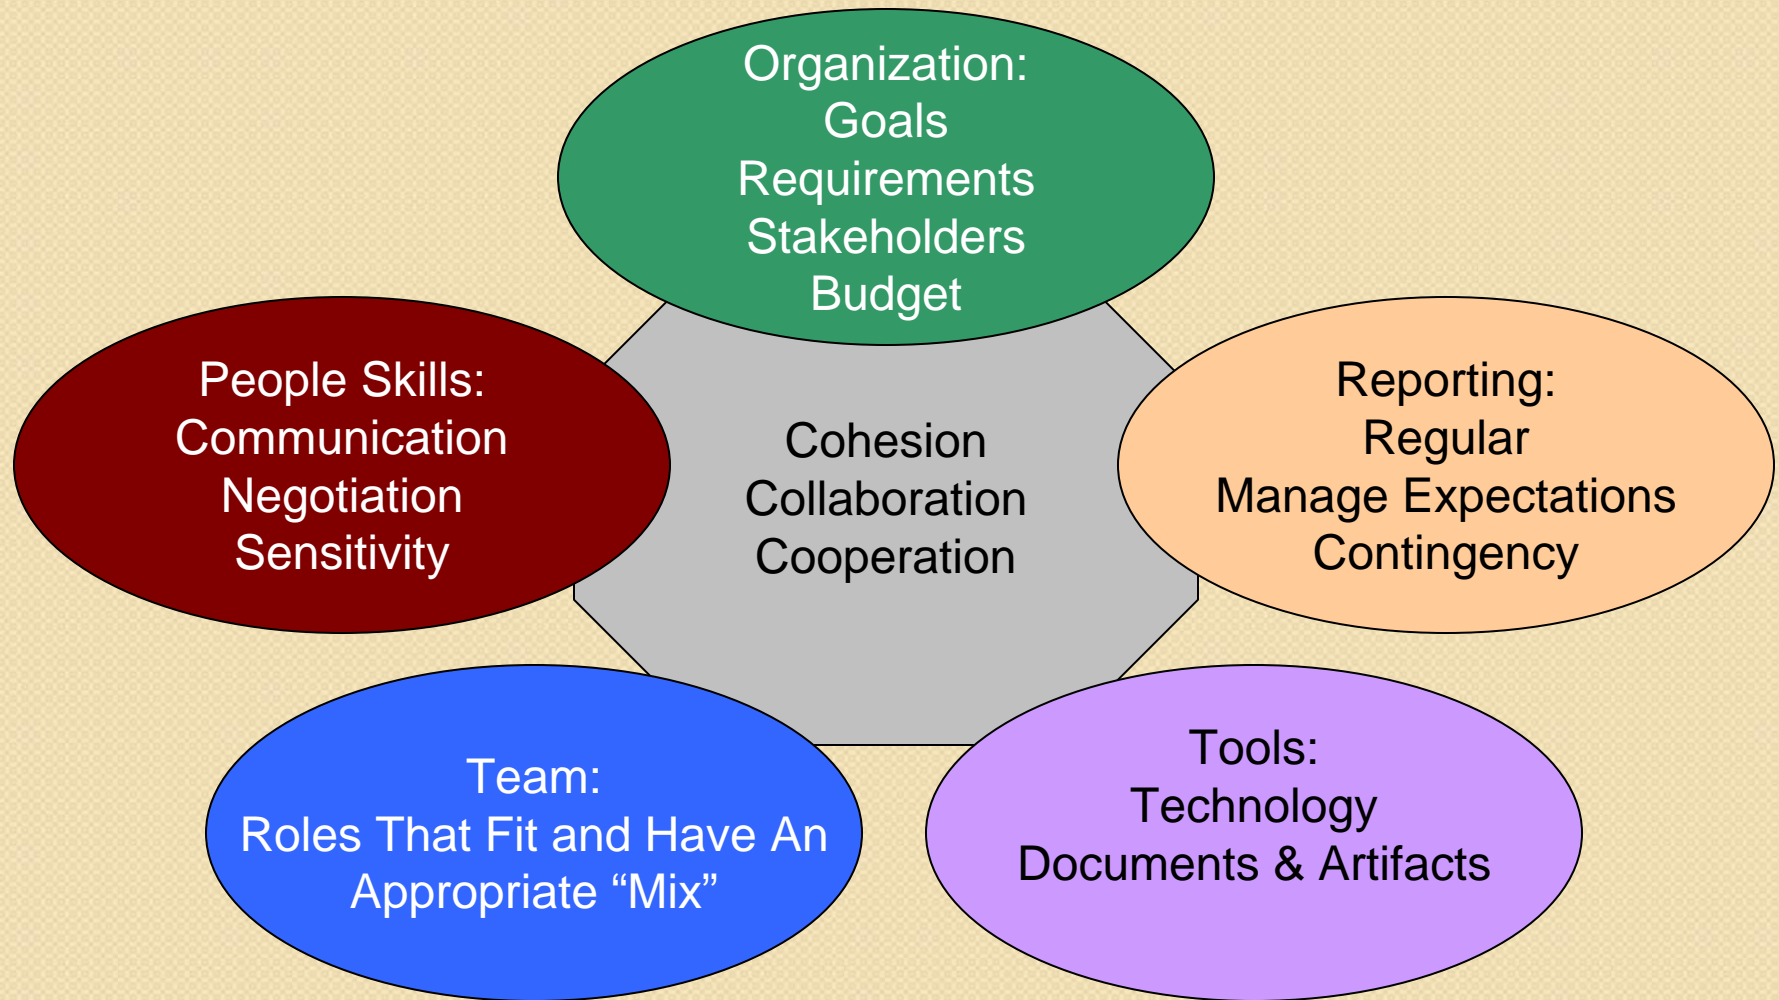 Organization:
Goals
Requirements
Stakeholders
Budget
People Skills:
Communication
Negotiation
Sensitivity
Cohesion
Collaboration
Cooperation
Reporting:
Regular
Manage Expectations
Contingency
Team:
Roles That Fit and Have An
Appropriate “Mix”
Tools:
Technology
Documents & Artifacts